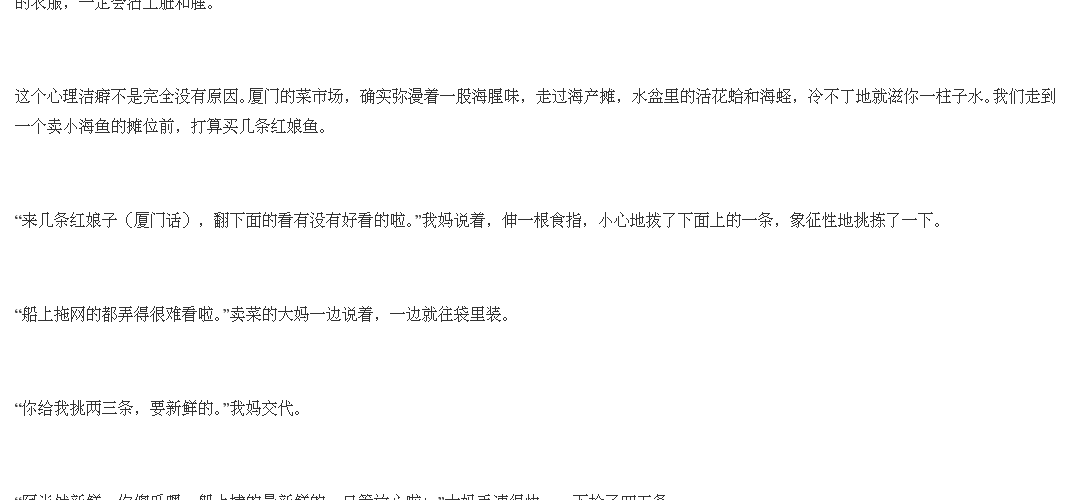 的衣服，一定会沾上脏和腥。
这个心理洁癖不是完全没有原因。厦门的菜市场，确实弥漫着一股海腥味，走过海产摊，水盆里的活花蛤和海蛏，冷不丁地就滋你一柱子水。我们走到
一个卖小海鱼的摊位前，打算买几条红娘鱼。
“来几条红娘子（厦门话），翻下面的看有没有好看的啦。”我妈说着，伸一根食指，小心地拨了下面上的一条，象征性地挑拣了一下。
“船上拖网的都弄得很难看啦。”卖菜的大妈一边说着，一边就往袋里装。
“你给我挑两三条，要新鲜的。”我妈交代。